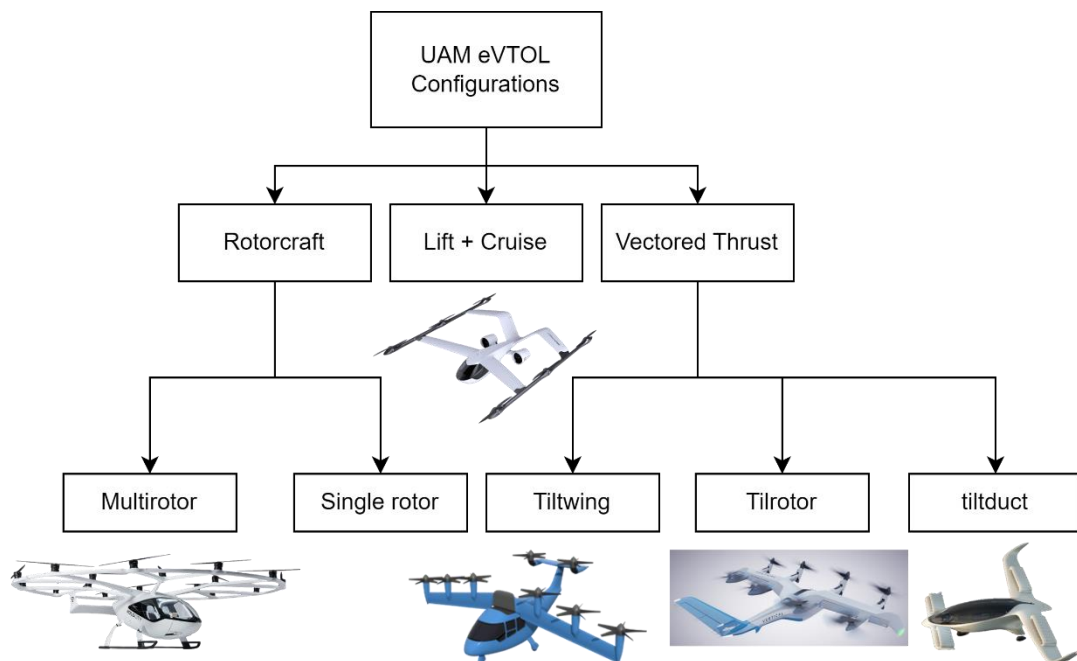 UAM eVTOL
Configurations
Rotorcraft
Lift + Cruise
Vectored Thrust
Multirotor
Single rotor
Tiltwing
Tilrotor
tiltduct